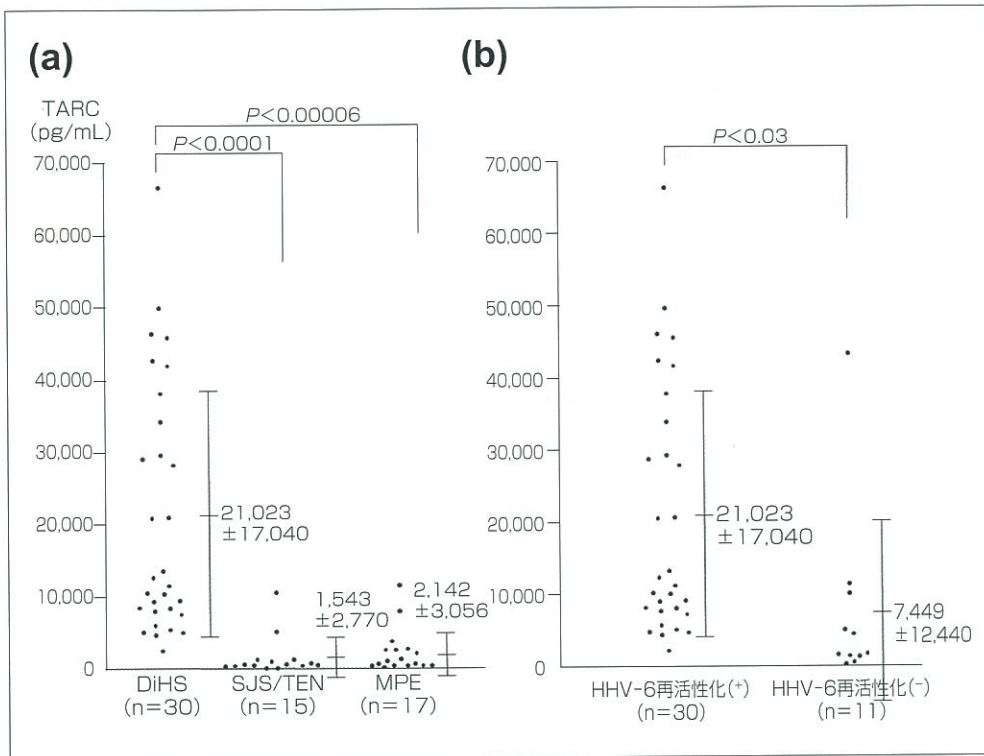 (a)
TARC
(pg/mL)
P<0.00006
P<0.0001
70,000
60,000
50,000
40,000
30,000
20,000
10,000
0
21,023
±17,040
1,543
±2,770
2,142
±3,056
DiHS
(n=30)
SJS/TEN
(n=15)
MPE
(n=17)
(b)
P<0.03
70,000
60,000
50,000
40,000
30,000
20,000
10,000
0
21,023
±17,040
7,449
±12,440
HHV-6再活性化(+)
(n=30)
HHV-6再活性化(-)
(n=11)